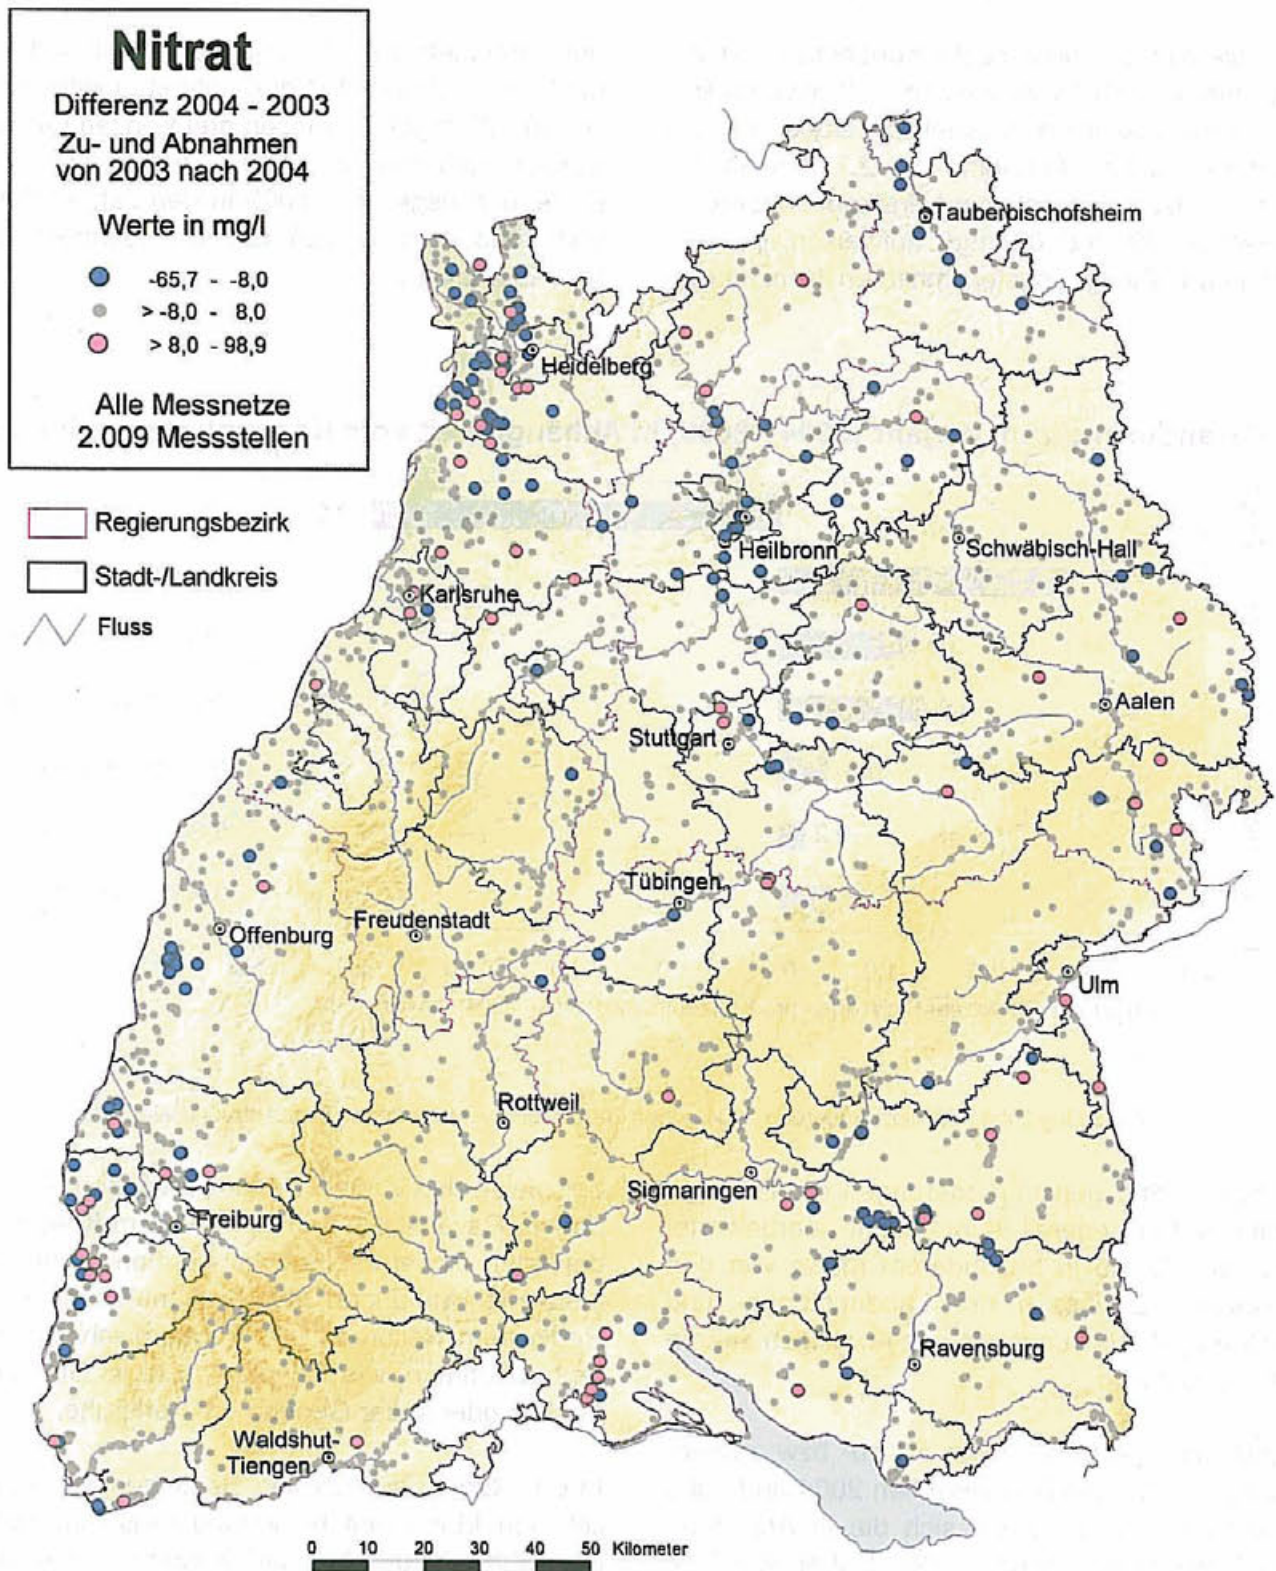 Nitrat
Differenz 2004 - 2003
Zu- und Abnahmen
von 2003 nach 2004
Werte in mg/l
-65,7 - -8,0
> -8,0 - 8,0
> 8,0 - 98,9
Alle Messnetze
2.009 Messstellen
Regierungsbezirk
Stadt-/Landkreis
Fluss
Tauberbischofsheim
Heidelberg
Heilbronn
Schwäbisch-Hall
Karlsruhe
Aalen
Stuttgart
Tübingen
Freudenstadt
Offenburg
Ulm
Rottweil
Sigmaringen
Freiburg
Ravensburg
Waldshut-
Tiengen
0 10 20 30 40 50 Kilometer